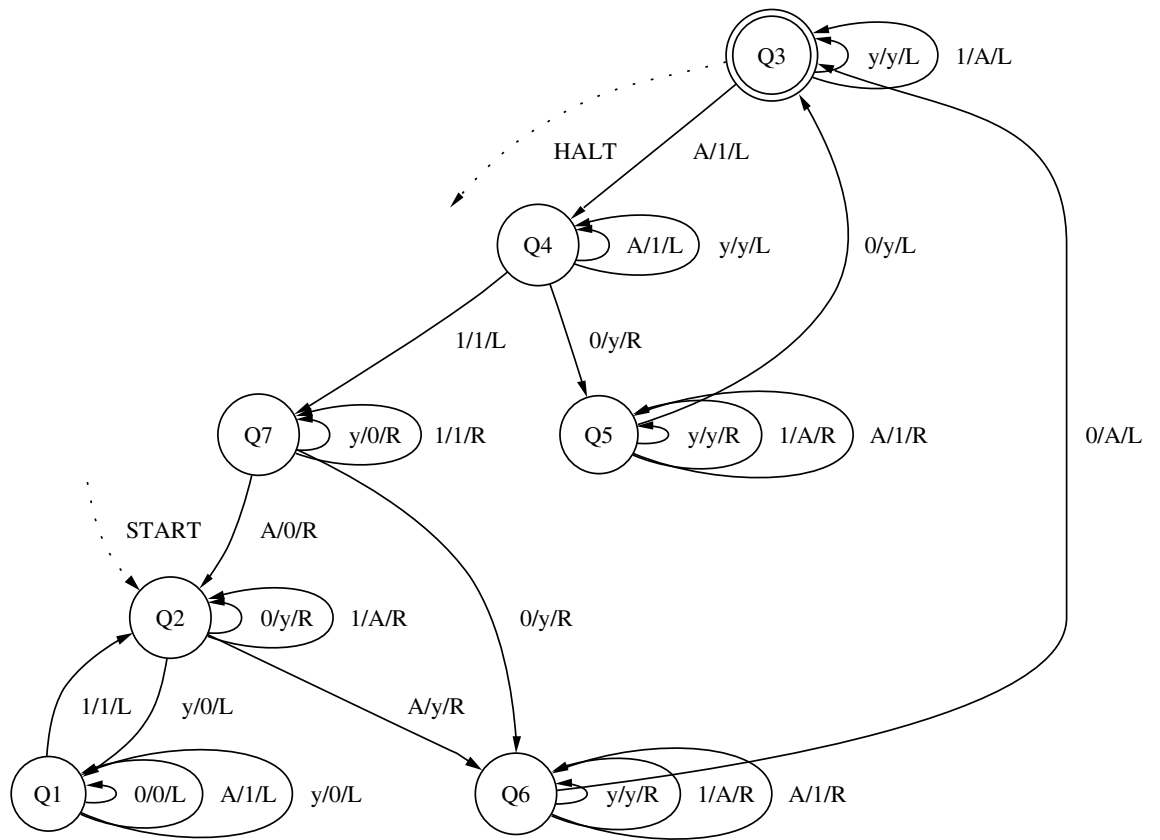 Q3
y/y/L
1/A/L
HALT
A/1/L
Q4
A/1/L
y/y/L
0/y/L
1/1/L
0/y/R
Q7
y/0/R
1/1/R
Q5
y/y/R
1/A/R
A/1/R
0/A/L
START
A/0/R
Q2
0/y/R
1/A/R
0/y/R
1/1/L
y/0/L
A/y/R
Q1
0/0/L
A/1/L
y/0/L
Q6
y/y/R
1/A/R
A/1/R